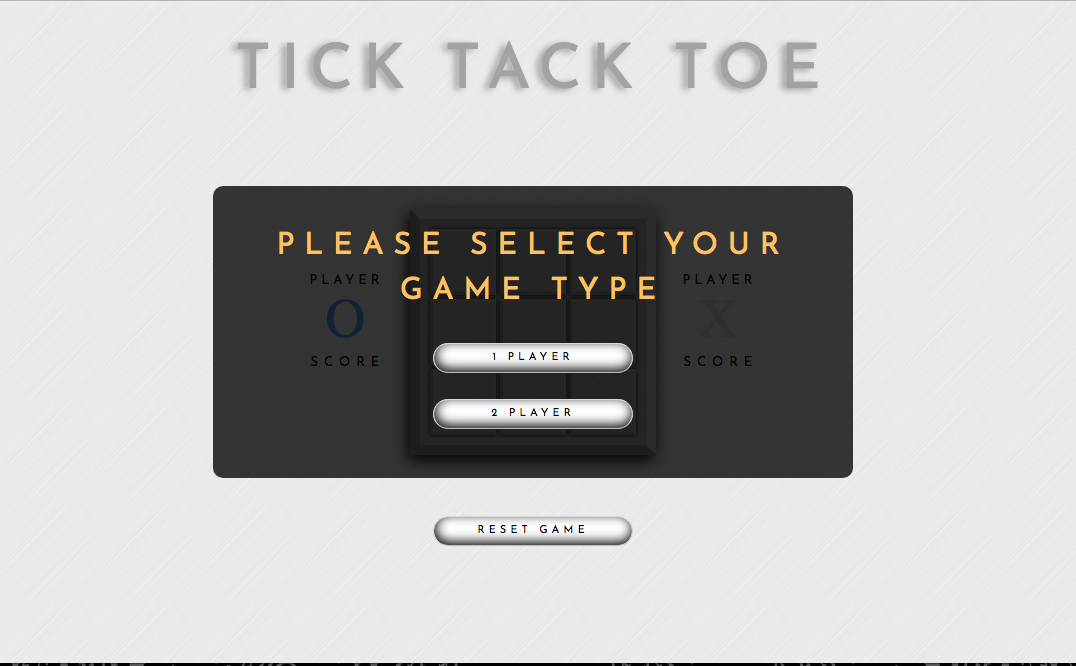 TICK TACK TOE
PLEASE SELECT YOUR
GAME TYPE
PLAYER
O
SCORE
PLAYER
X
SCORE
1 PLAYER
2 PLAYER
RESET GAME